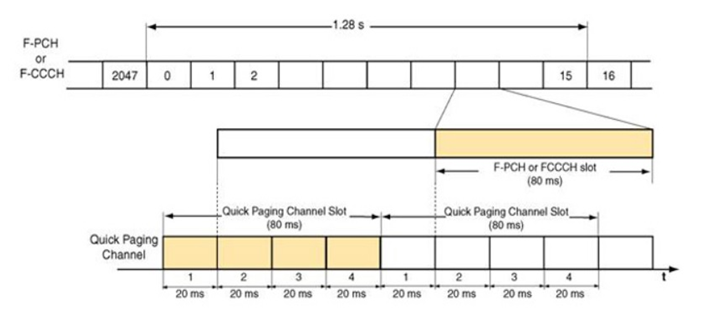 1.28 s
F-PCH
or
F-CCCH
2047 0 1 2 15 16
F-PCH or FCCCH slot
(80 ms)
Quick Paging Channel Slot
(80 ms)
Quick Paging Channel Slot
(80 ms)
Quick Paging
Channel
1 2 3 4 1 2 3 4 t
20 ms 20 ms 20 ms 20 ms 20 ms 20 ms 20 ms 20 ms